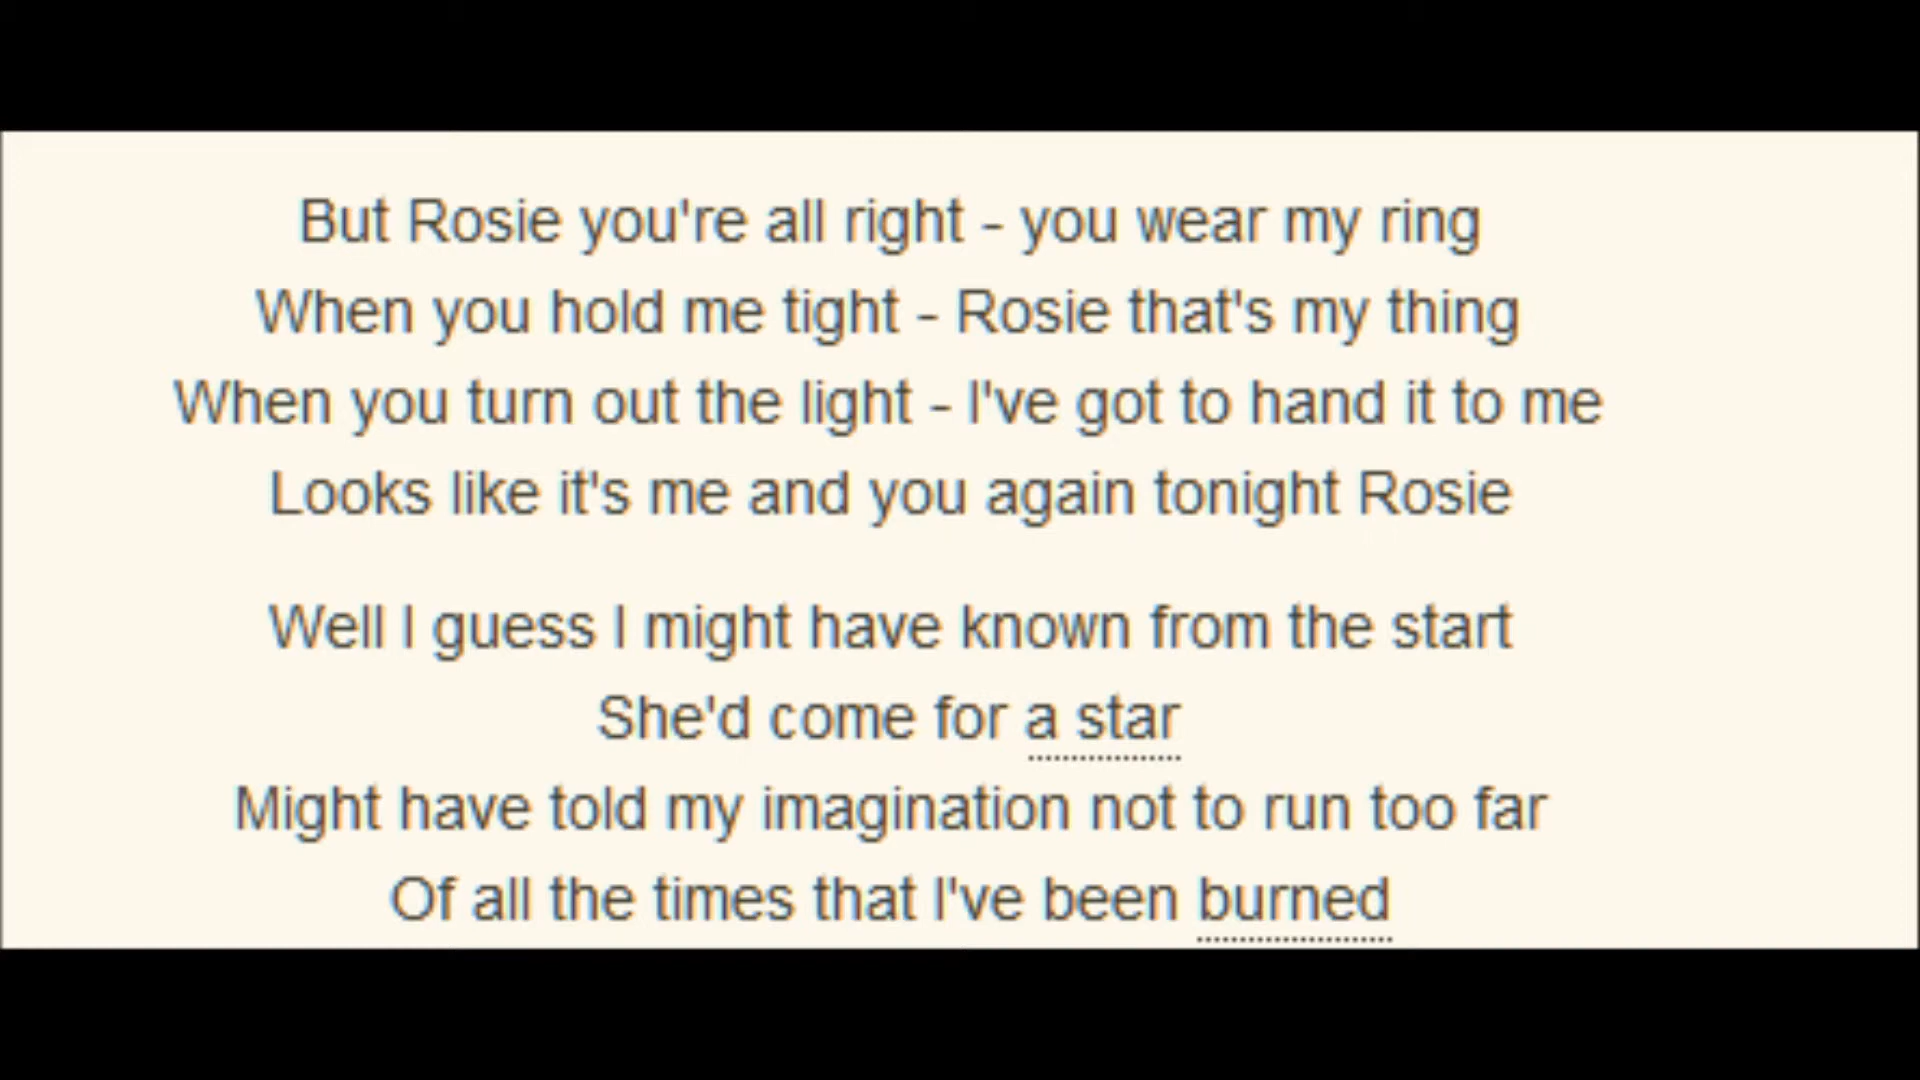 But Rosie you're all right - you wear my ring
When you hold me tight - Rosie that's my thing
When you turn out the light - I've got to hand it to me
Looks like it's me and you again tonight Rosie
Well I guess I might have known from the start
She'd come for a star
Might have told my imagination not to run too far
Of all the times that I've been burned